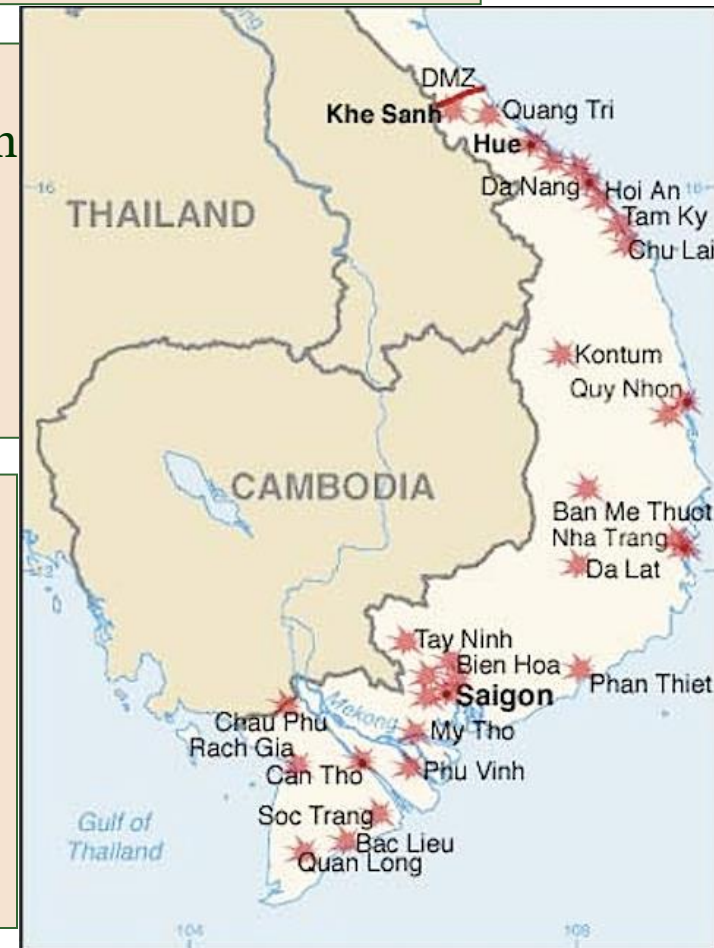 DMZ
Khe Sanh
Quang Tri
Hue
16
16
Da Nang
Hoi An
Tam Ky
THAILAND
Chu Lai
Kontum
Quy Nhon
CAMBODIA
Ban Me Thuot
Nha Trang
Da Lat
Tay Ninh
Bien Hoa
Saigon
Phan Thiet
Mekong
Chau Phu
My Tho
Rach Gia
Can Tho
Phu Vinh
Soc Trang
Gulf of
Thailand
Bac Lieu
Quan Long
104
108